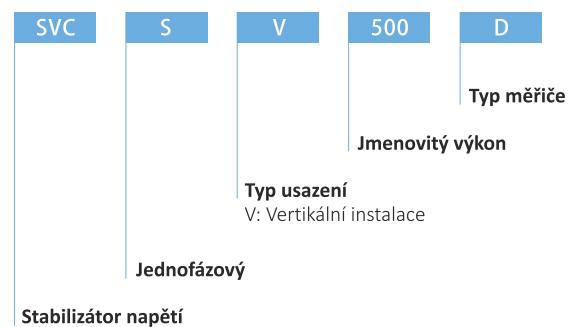 SVC S V 500 D
Typ měřiče
Jmenovitý výkon
Typ usazení
V: Vertikální instalace
Jednofázový
Stabilizátor napětí